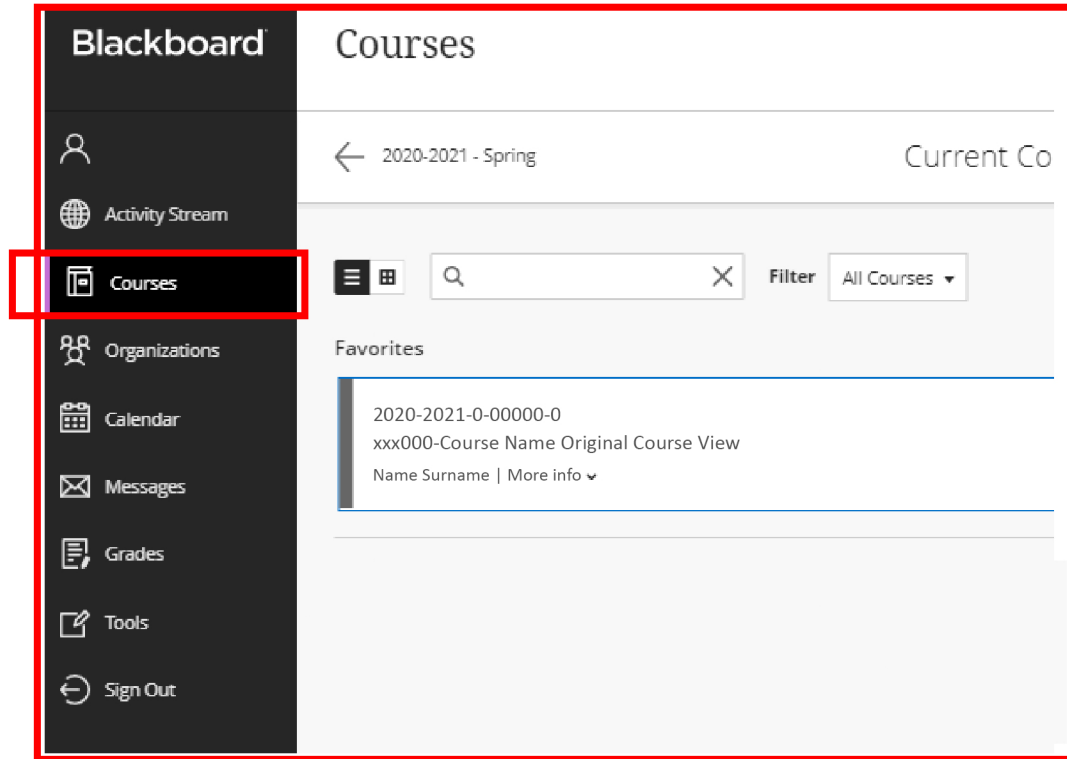 Blackboard
Courses
2020-2021 - Spring
Current Co
Activity Stream
Courses
Organizations
Calendar
Messages
Grades
Tools
Sign Out
Filter
All Courses
Favorites
2020-2021-0-00000-0
xxx000-Course Name Original Course View
Name Surname | More info